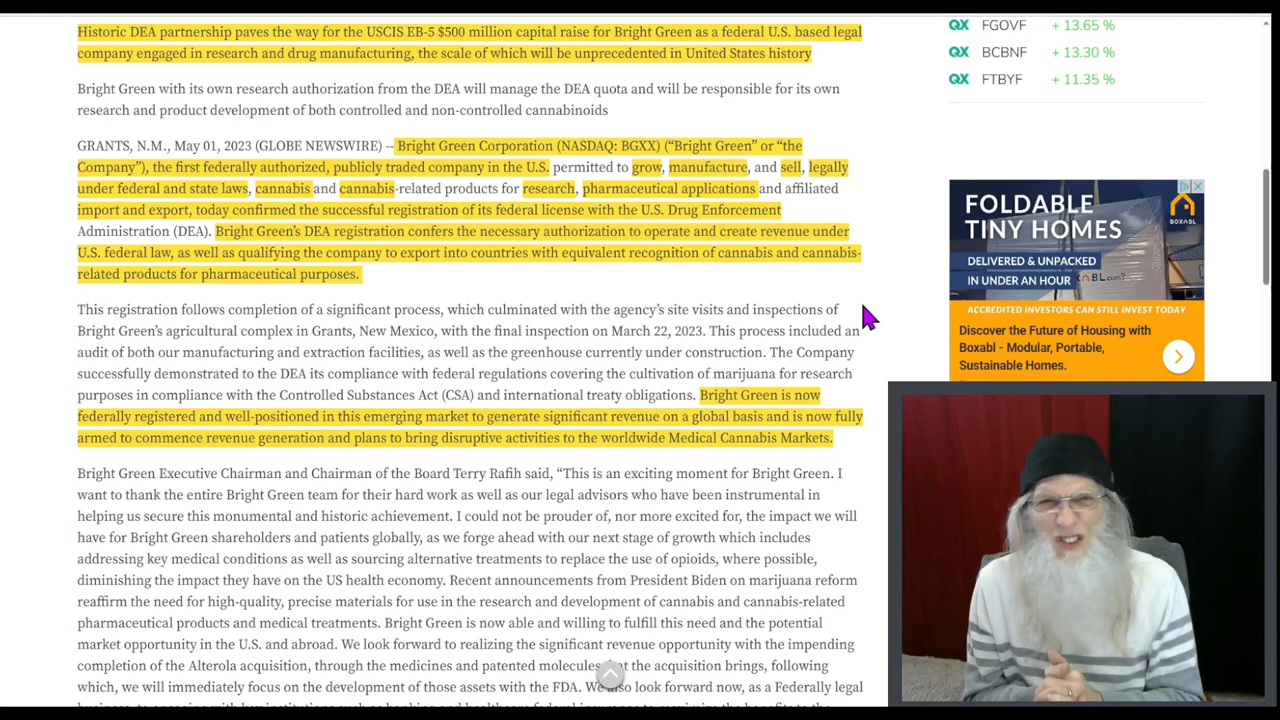 Historic DEA partnership paves the way for the USCIS EB-5 $500 million capital raise for Bright Green as a federal U.S. based legal
company engaged in research and drug manufacturing, the scale of which will be unprecedented in United States history
Bright Green with its own research authorization from the DEA will manage the DEA quota and will be responsible for its own
research and product development of both controlled and non-controlled cannabinoids
GRANTS, N.M., May 01, 2023 (GLOBE NEWSWIRE) -- Bright Green Corporation (NASDAQ: BGXX) (“Bright Green” or “the
Company”), the first federally authorized, publicly traded company in the U.S. permitted to grow, manufacture, and sell, legally
under federal and state laws, cannabis and cannabis-related products for research, pharmaceutical applications and affiliated
import and export, today confirmed the successful registration of its federal license with the U.S. Drug Enforcement
Administration (DEA). Bright Green’s DEA registration confers the necessary authorization to operate and create revenue under
U.S. federal law, as well as qualifying the company to export into countries with equivalent recognition of cannabis and cannabis-
related products for pharmaceutical purposes.
This registration follows completion of a significant process, which culminated with the agency’s site visits and inspections of
Bright Green’s agricultural complex in Grants, New Mexico, with the final inspection on March 22, 2023. This process included an
audit of both our manufacturing and extraction facilities, as well as the greenhouse currently under construction. The Company
successfully demonstrated to the DEA compliance with federal regulations covering the cultivation of marijuana for research
purposes in compliance with the Controlled Substances Act (CSA) and international treaty obligations. Bright Green is now
federally registered and well-positioned in this emerging market to generate significant revenue on a global basis and is now fully
armed to commence revenue generation and plans to bring disruptive activities to the worldwide Medical Cannabis Markets.
Bright Green Executive Chairman and Chairman of the Board Terry Rafih said, “This is an exciting moment for Bright Green. I
want to thank the entire Bright Green team for their hard work as well as our legal advisors who have been instrumental in
helping us secure this monumental and historic achievement. I could not be prouder of, nor more excited for, the impact we will
have for Bright Green shareholders and patients globally, as we forge ahead with our next stage of growth which includes
addressing key medical conditions as well as sourcing alternative treatments to replace the use of opioids, where possible,
diminishing the impact they have on the US health economy. Recent announcements from President Biden on marijuana reform
reaffirm the need for high-quality, precise materials for use in the research and development of cannabis and cannabis-related
pharmaceutical products and medical treatments. Bright Green is now able and willing to fulfill this need and the potential
market opportunity in the U.S. and abroad. We look forward to realizing the significant revenue opportunity with the impending
completion of the Alterola acquisition, through the medicines and patented molecules the acquisition brings, following
which, we will immediately focus on the development of those assets with the FDA. We also look forward now, as a Federally legal
QX FGOVF + 13.65 %
QX BCBNF + 13.30 %
QX FTBYF + 11.35 %
FOLDABLE
TINY HOMES
DELIVERED & UNPACKED
IN UNDER AN HOUR
BOXABL
ACCREDITED INVESTORS CAN STILL INVEST TODAY
Discover the Future of Housing with
Boxabl - Modular, Portable,
Sustainable Homes.